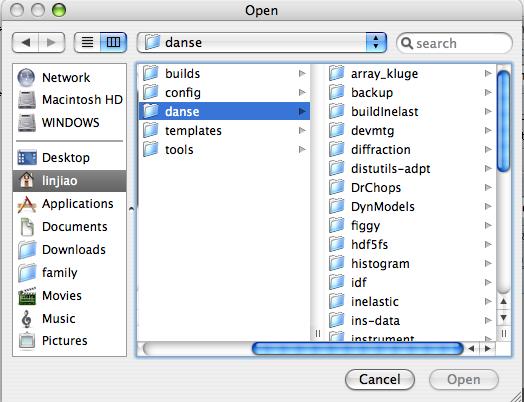 Open
danse
search
Network
Macintosh HD
WINDOWS
Desktop
linjiao
Applications
Documents
Downloads
family
Movies
Music
Pictures
builds
config
danse
templates
tools
array_kluge
backup
buildInelast
devmtg
diffraction
distutils-adpt
DrChops
DynModels
figgy
hdf5fs
histogram
idf
inelastic
ins-data
instrument
Cancel
Open